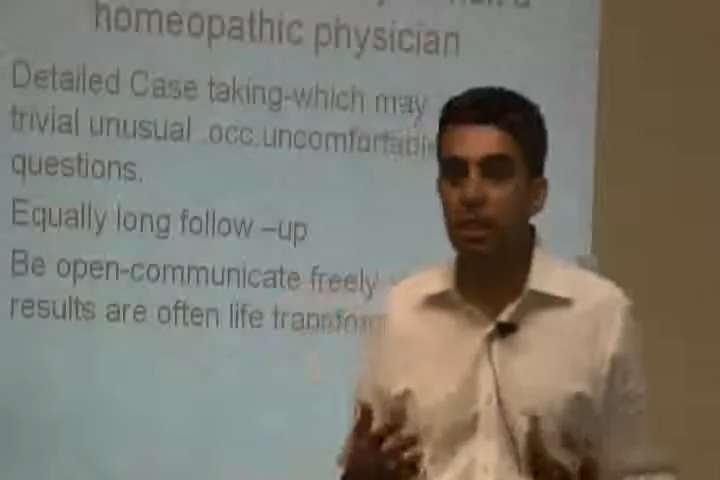 a
homeopathic physician
Detailed Case taking-which may
trivial unusual .occ.uncomfortable
questions.
Equally long follow –up
Be open-communicate freely
results are often life